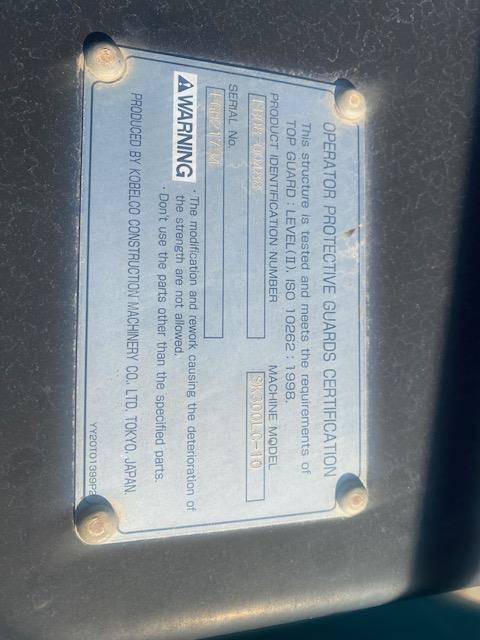 OPERATOR PROTECTIVE GUARDS CERTIFICATION
This structure is tested and meets the requirements of
TOP GUARD : LEVEL(II), ISO 10262 : 1998.
PRODUCT IDENTIFICATION NUMBER
MACHINE MODEL
SK300LC-10
SERIAL No.
WARNING
· The modification and rework causing the deterioration of
the strength are not allowed.
· Don't use the parts other than the specified parts.
PRODUCED BY KOBELCO CONSTRUCTION MACHINERY CO., LTD. TOKYO, JAPAN.